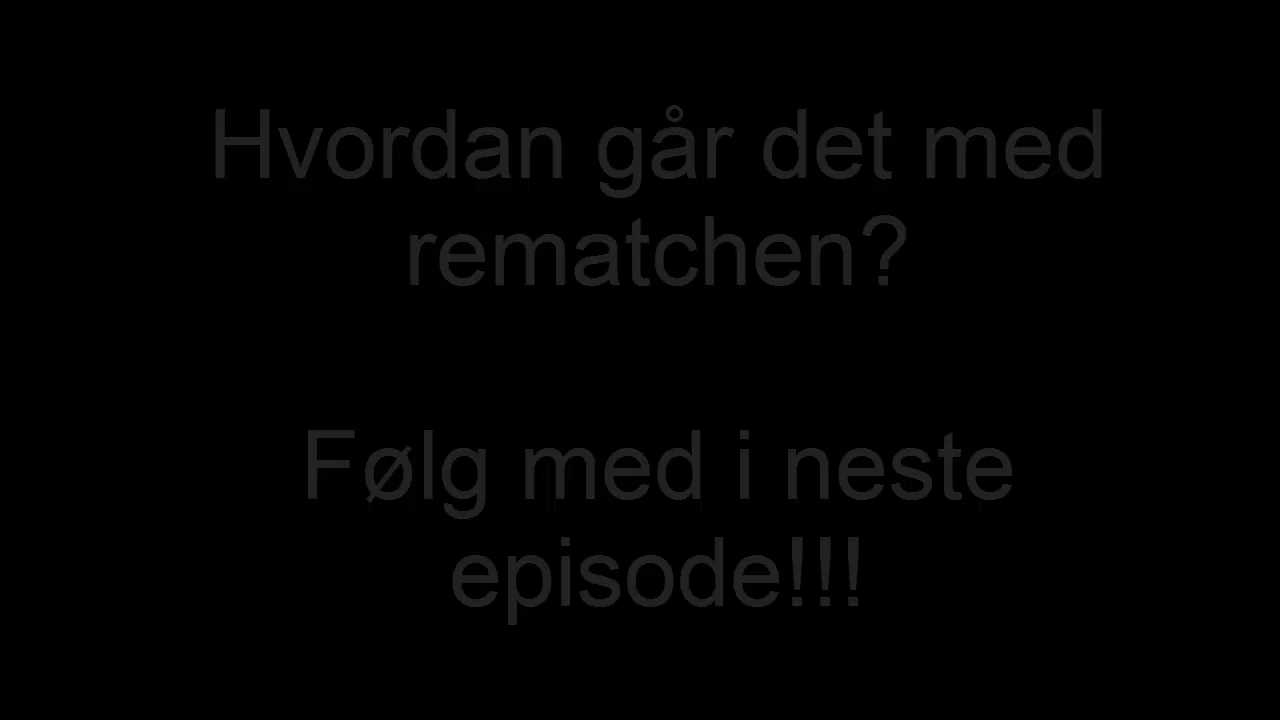 Hvordan går det med
rematchen?
Følg med i neste
episode!!!